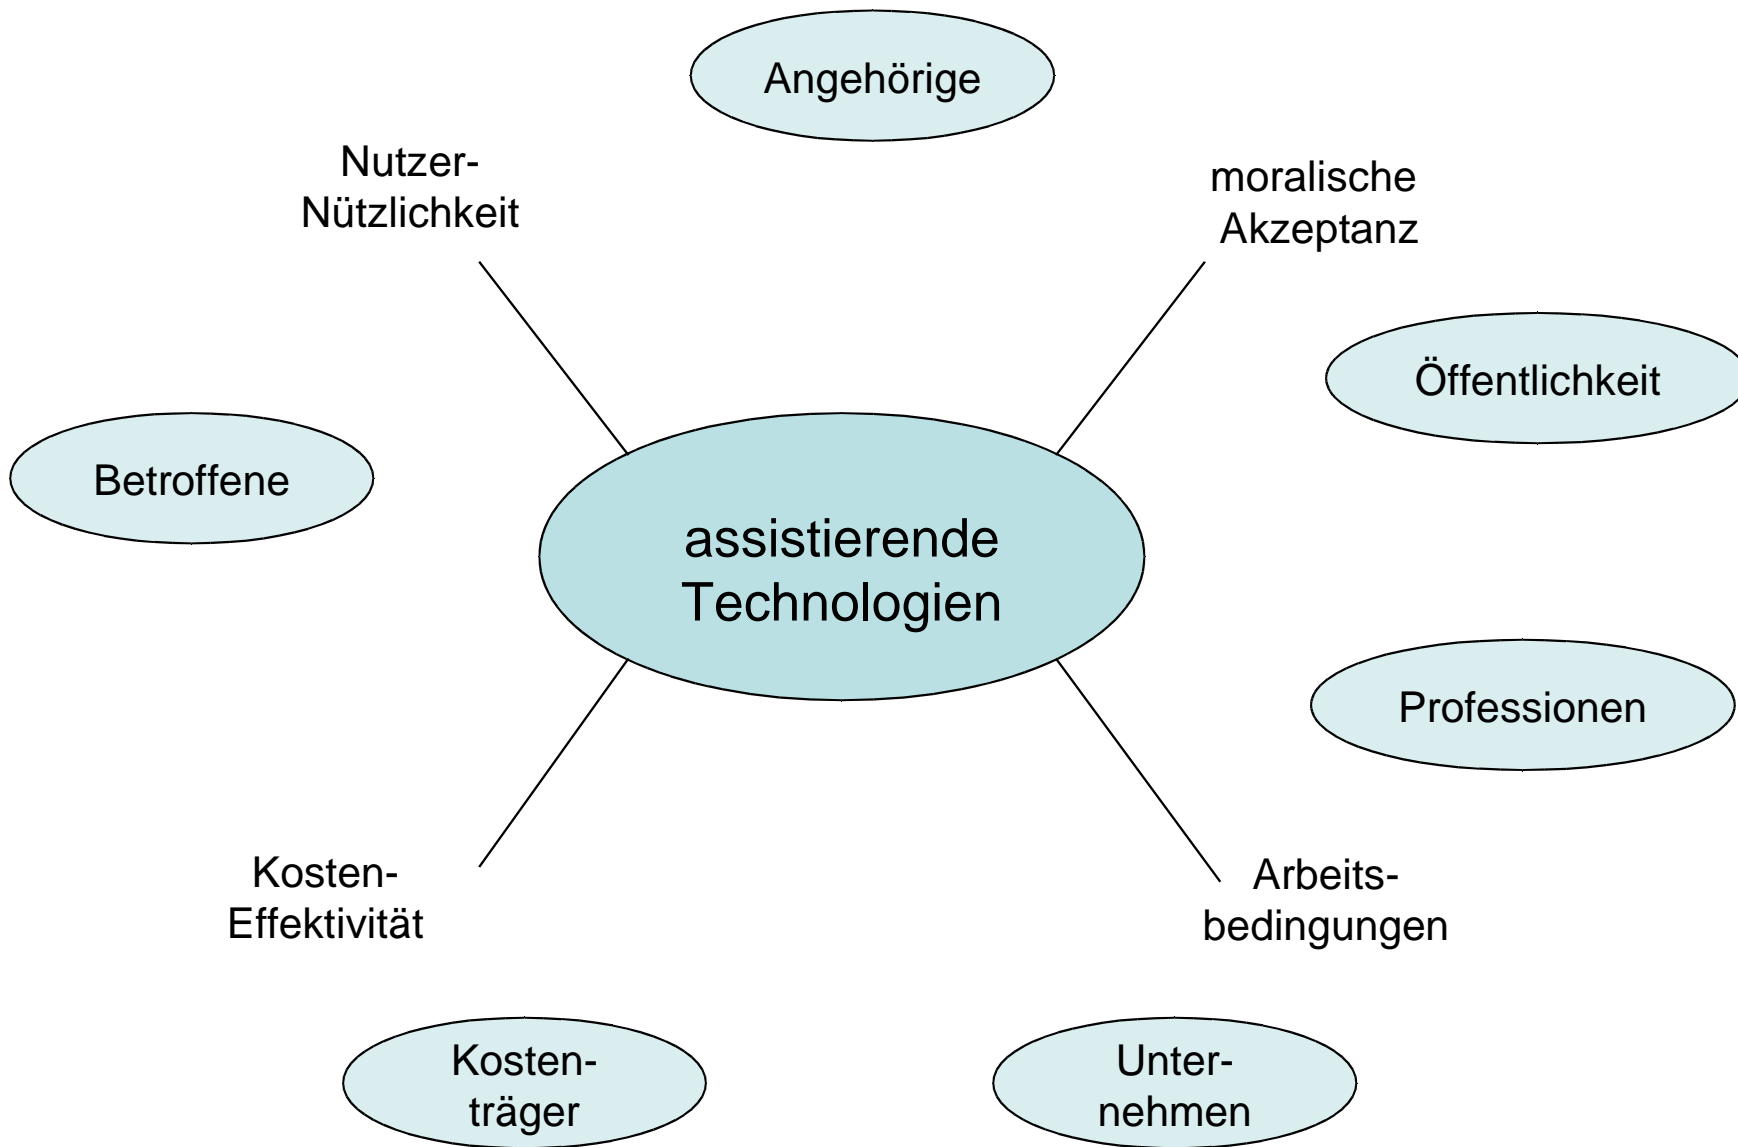 Angehörige
Nutzer-
Nützlichkeit
moralische
Akzeptanz
Öffentlichkeit
Betroffene
assistierende
Technologien
Professionen
Kosten-
Effektivität
Arbeits-
bedingungen
Kosten-
träger
Unter-
nehmen